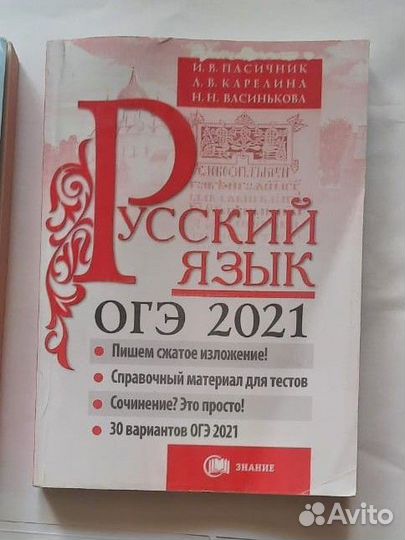 И. В. ПАСИЧНИК
Л. В. КАРЕЛИНА
Н. Н. ВАСИНЬКОВА
РУССКИЙ
ЯЗЫК
ОГЭ 2021
• Пишем сжатое изложение!
• Справочный материал для тестов
• Сочинение? Это просто!
• 30 вариантов ОГЭ 2021
ЗНАНИЕ
Avito